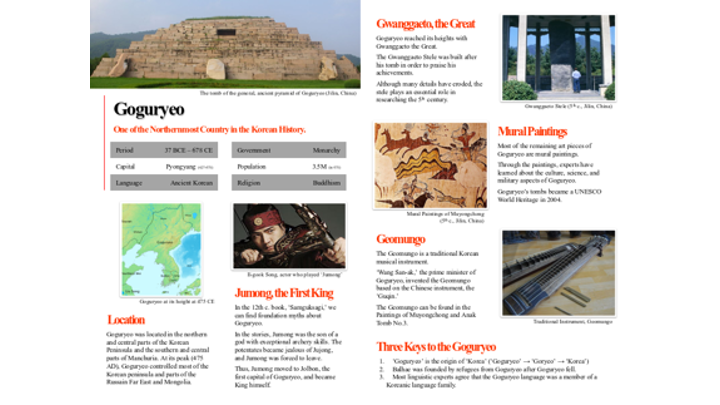 The tomb of the general, ancient pyramid of Goguryeo (Jilin, China)
Goguryeo
One of the Northernmost Country in the Korean History.
Period 37 BCE – 678 CE Government Monarchy
Capital Pyongyang Population 3.5M
Language Ancient Korean Religion Buddhism
Goguryeo at its height at 475 CE
Location
Goguryeo was located in the northern
and central parts of the Korean
Peninsula and the southern and central
parts of Manchuria. At its peak (475
AD), Goguryeo controlled most of the
Korean peninsula and parts of the
Russain Far East and Mongolia.
Il-gook Song, actor who played 'Jumong'
Jumong, the First King
In the 12th c. book, 'Samguksagi,' we
can find foundation myths about
Goguryeo.
In the stories, Jumong was the son of a
god with exceptional archery skills. The
potentates became jealous of Jujong,
and Jumong was forced to leave.
Thus, Jumong moved to Jolbon, the
first capital of Goguryeo, and became
King himself.
Gwanggaeto, the Great
Goguryeo reached its heights with
Gwanggaeto the Great.
The Gwanggaeto Stele was built after
his tomb in order to praise his
achievements.
Although many details have eroded, the
stele plays an essential role in
researching the 5th century.
Gwanggaeto Stele (5th c., Jilin, China)
Mural Paintings of Muyongchong
(5th c., Jilin, China)
Mural Paintings
Most of the remaining art pieces of
Goguryeo are mural paintings.
Through the paintings, experts have
learned about the culture, science, and
military aspects of Goguryeo.
Goguryeo's tombs became a UNESCO
World Heritage in 2004.
Geomungo
The Geomungo is a traditional Korean
musical instrument.
'Wang San-ak,' the prime minister of
Goguryeo, invented the Geomungo
based on the Chinese instrument, the
'Guqin.'
The Geomungo can be found in the
Paintings of Muyongchong and Anak
Tomb No.3.
Traditional Instrument, Geomungo
Three Keys to the Goguryeo
1. 'Goguryeo' is the origin of 'Korea' ('Goguryeo' → 'Goryeo' → 'Korea')
2. Balhae was founded by refugees from Goguryeo after Goguryeo fell.
3. Most linguistic experts agree that the Goguryeo language was a member of a
Koreanic language family.